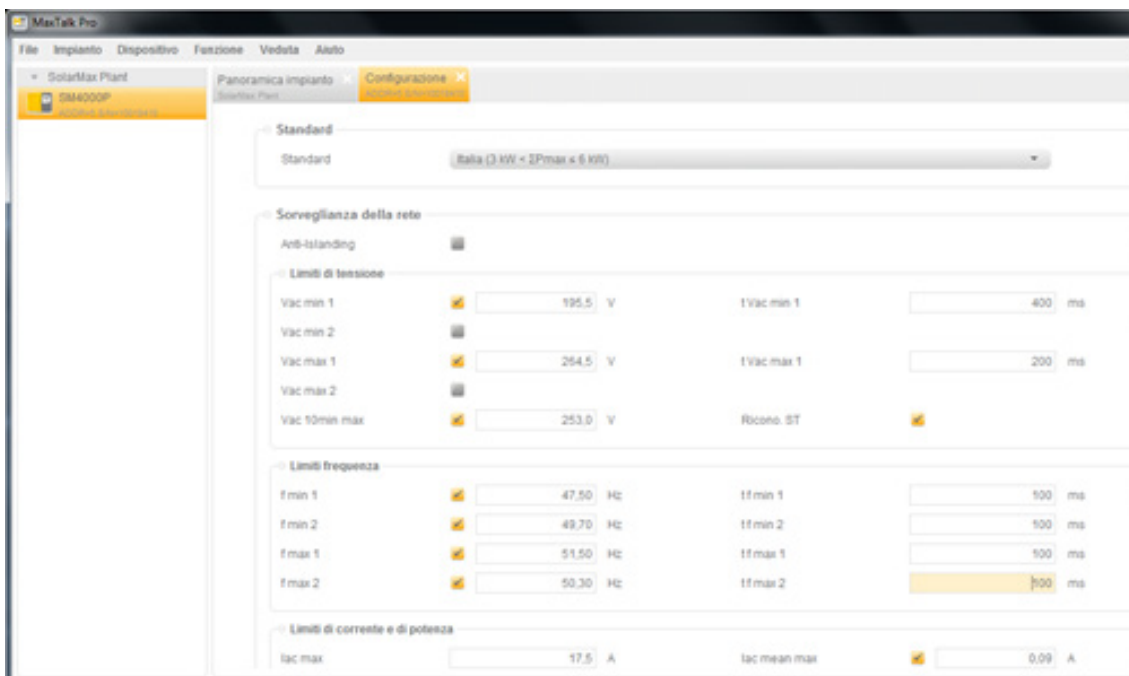 MaxTalk Pro
File Impianto Dispositivo Funzione Veduta Aiuto
SolarMax Plant
SM4000P
Panoramica impianto
SolarMax Plant
Configurazione
Standard
Standard Italia (3 kW < ΣPmax ≤ 6 kW)
Sorveglianza della rete
Anti-Islanding
Limiti di tensione
Vac min 1 195,5 V t Vac min 1 400 ms
Vac min 2
Vac max 1 264,5 V t Vac max 1 200 ms
Vac max 2
Vac 10min max 253,0 V Ricono. ST
Limiti frequenza
f min 1 47,50 Hz t f min 1 100 ms
f min 2 49,70 Hz t f min 2 100 ms
f max 1 51,50 Hz t f max 1 100 ms
f max 2 50,30 Hz t f max 2 100 ms
Limiti di corrente e di potenza
Iac max 17,5 A Iac mean max 0,09 A